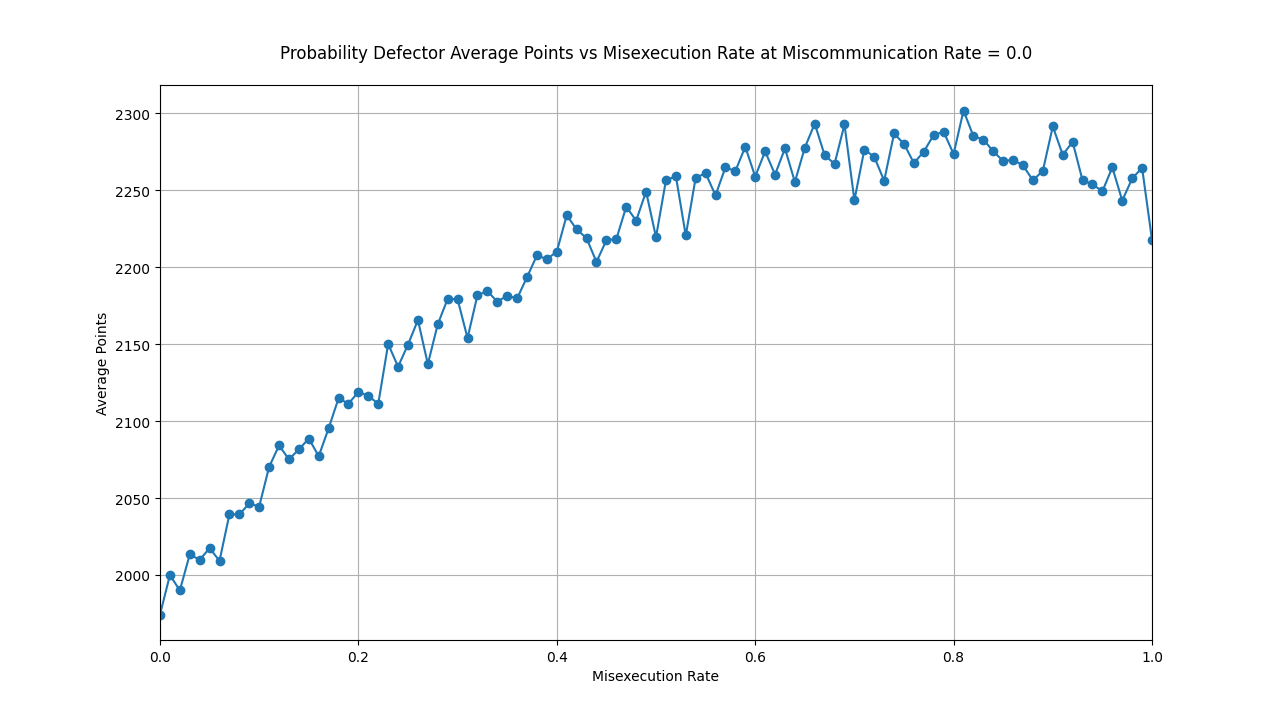 Probability Defector Average Points vs Misexecution Rate at Miscommunication Rate = 0.0
2300
2250
2200
2150
2100
2050
2000
Average Points
0.0 0.2 0.4 0.6 0.8 1.0
Misexecution Rate